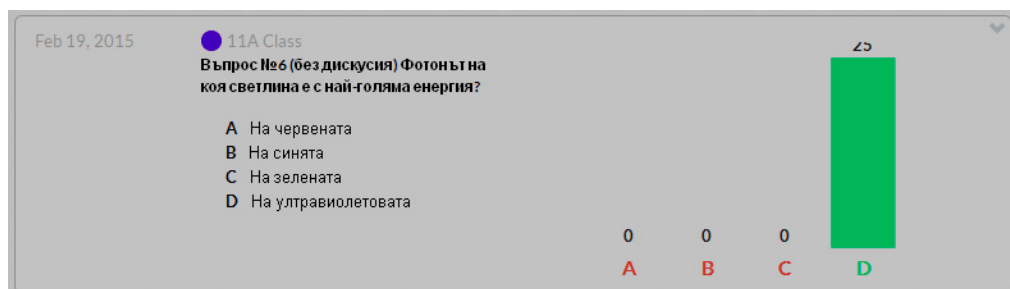 Feb 19, 2015
11A Class
Въпрос №6 (без дискусия) Фотонът на
коя светлина е с най-голяма енергия?
A На червената
B На синята
C На зелената
D На ултравиолетовата
25
0 0 0
A B C D